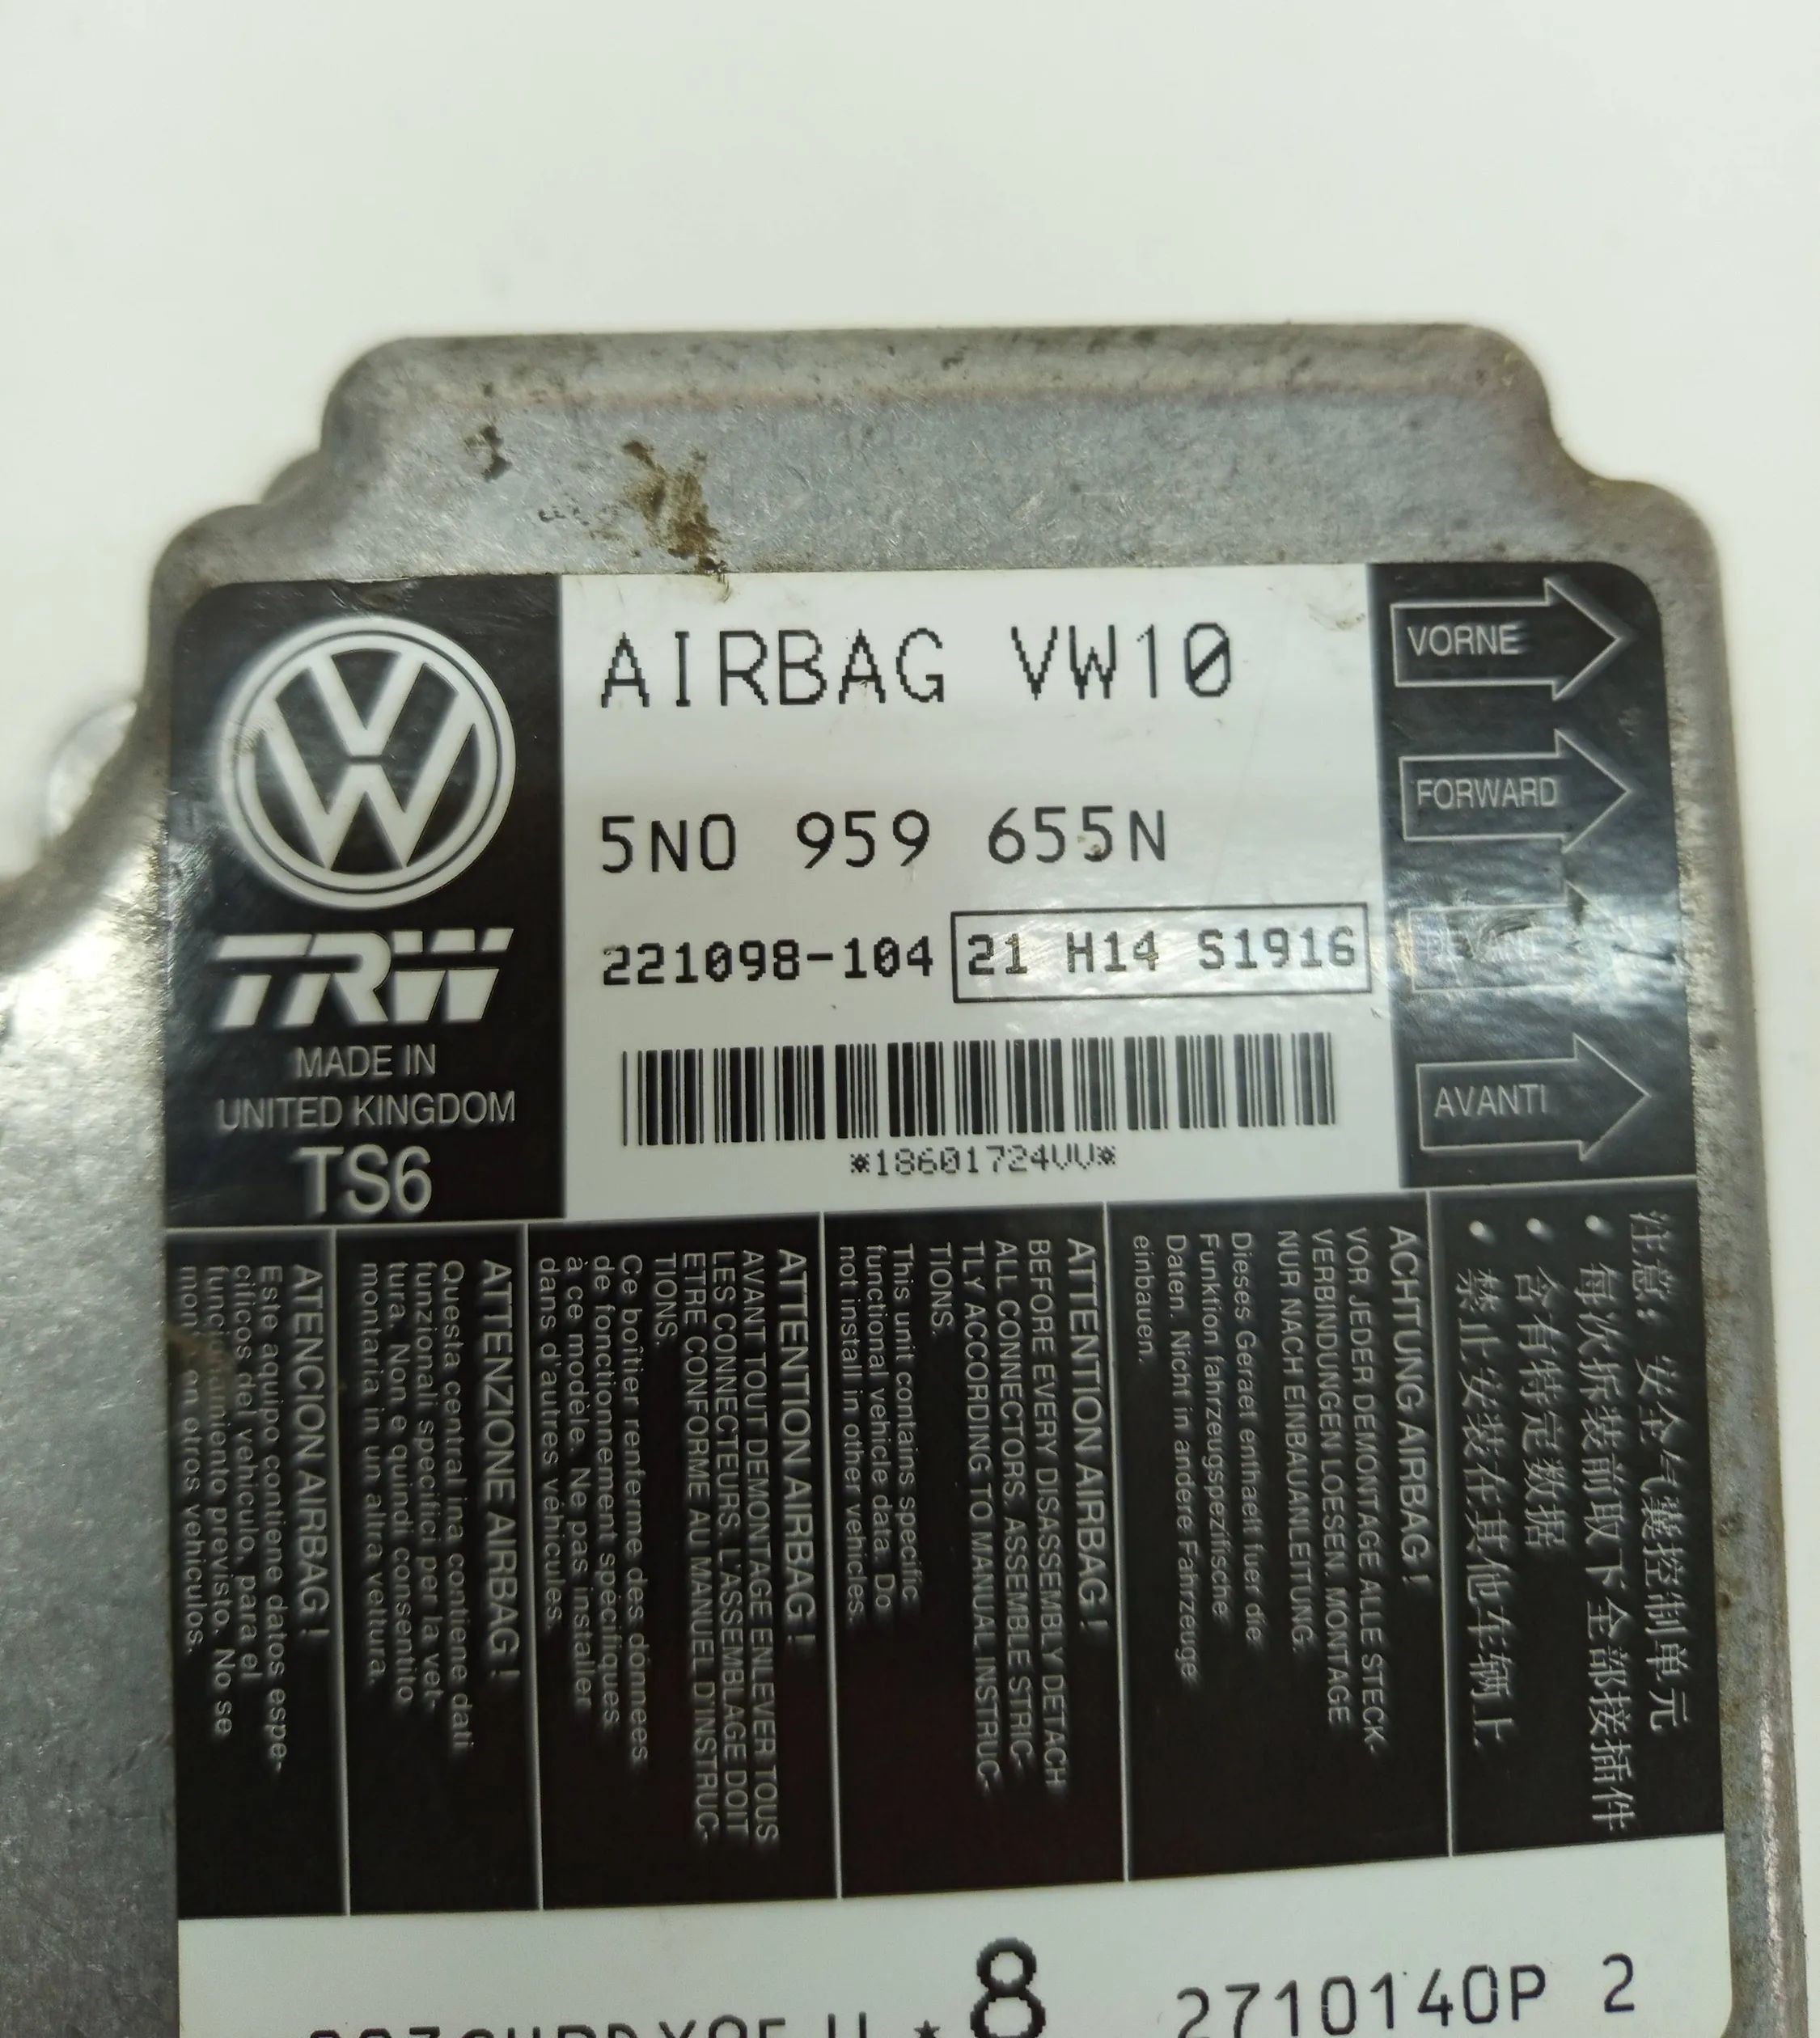 AIRBAG VW10
5N0 959 655N
221098-104 21 H14 S1916
*18601724VV*
TRW
MADE IN
UNITED KINGDOM
TS6
VORNE
FORWARD
AVANTI
注意: 安全气囊控制单元
• 每次拆装前取下全部接插件
• 含有特定数据
• 禁止安装在其他车辆上
ACHTUNG AIRBAG!
VOR JEDER DEMONTAGE ALLE STECK-
VERBINDUNGEN LOESEN. MONTAGE
NUR NACH EINBAUANLEITUNG.
Dieses Geraet enthaelt fuer die
Funktion fahrzeugspezifische
Daten. Nicht in andere Fahrzeuge
einbauen.
ATTENTION AIRBAG!
BEFORE EVERY DISASSEMBLY DETACH
ALL CONNECTORS. ASSEMBLE STRIC-
TLY ACCORDING TO MANUAL INSTRUC-
TIONS.
This unit contains specific
functional vehicle data. Do
not install in other vehicles.
ATTENTION AIRBAG!
AVANT TOUT DEMONTAGE ENLEVER TOUS
LES CONNECTEURS. L'ASSEMBLAGE DOIT
ETRE CONFORME AU MANUEL D'INSTRUC-
TIONS.
Ce boîtier renferme des données
de fonctionnement spécifiques
à ce modèle. Ne pas installer
dans d'autres véhicules.
ATTENZIONE AIRBAG!
Questa centralina contiene dati
funzionali specifici per la vet-
tura. Non e quindi consentito
montarla in un altra vettura.
ATENCION AIRBAG!
Este aquipo contiene datos espe-
cificos del vehiculo, para el
previsto. No se
en otros vehiculos.
8 2710140P 2